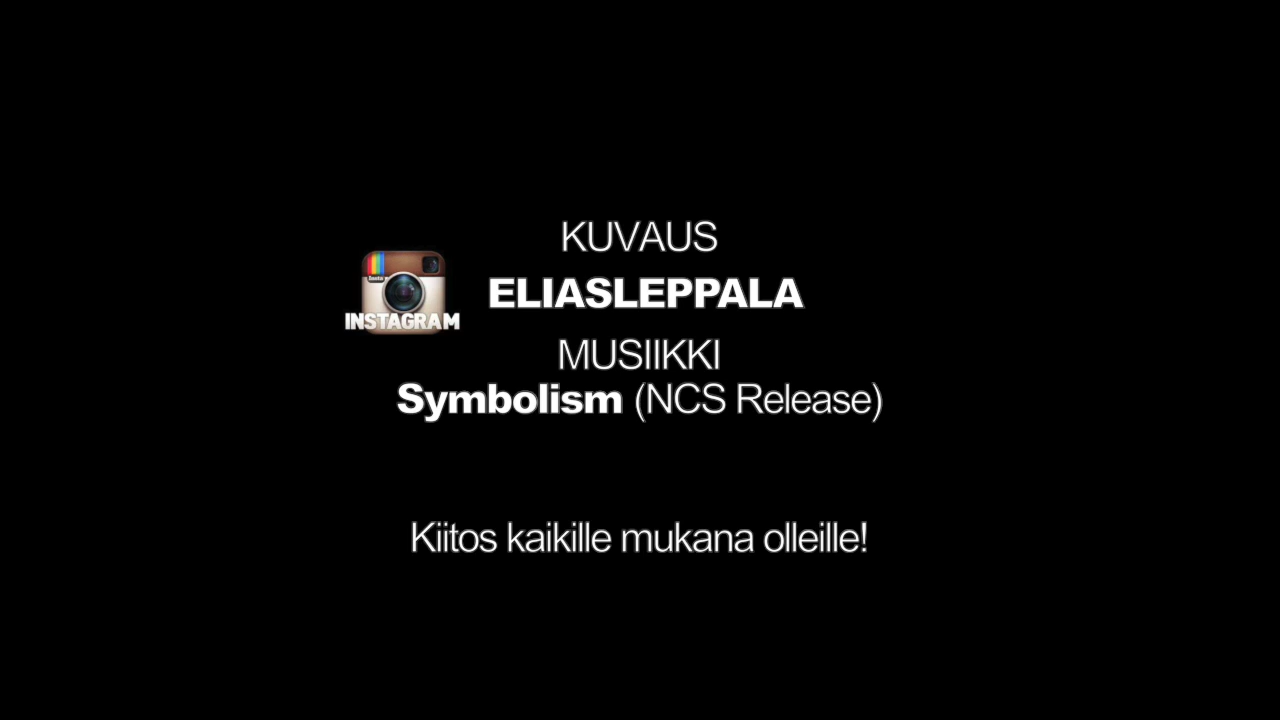 KUVAUS
INSTAGRAM
ELIASLEPPALA
MUSIIKKI
Symbolism (NCS Release)
Kiitos kaikille mukana olleille!